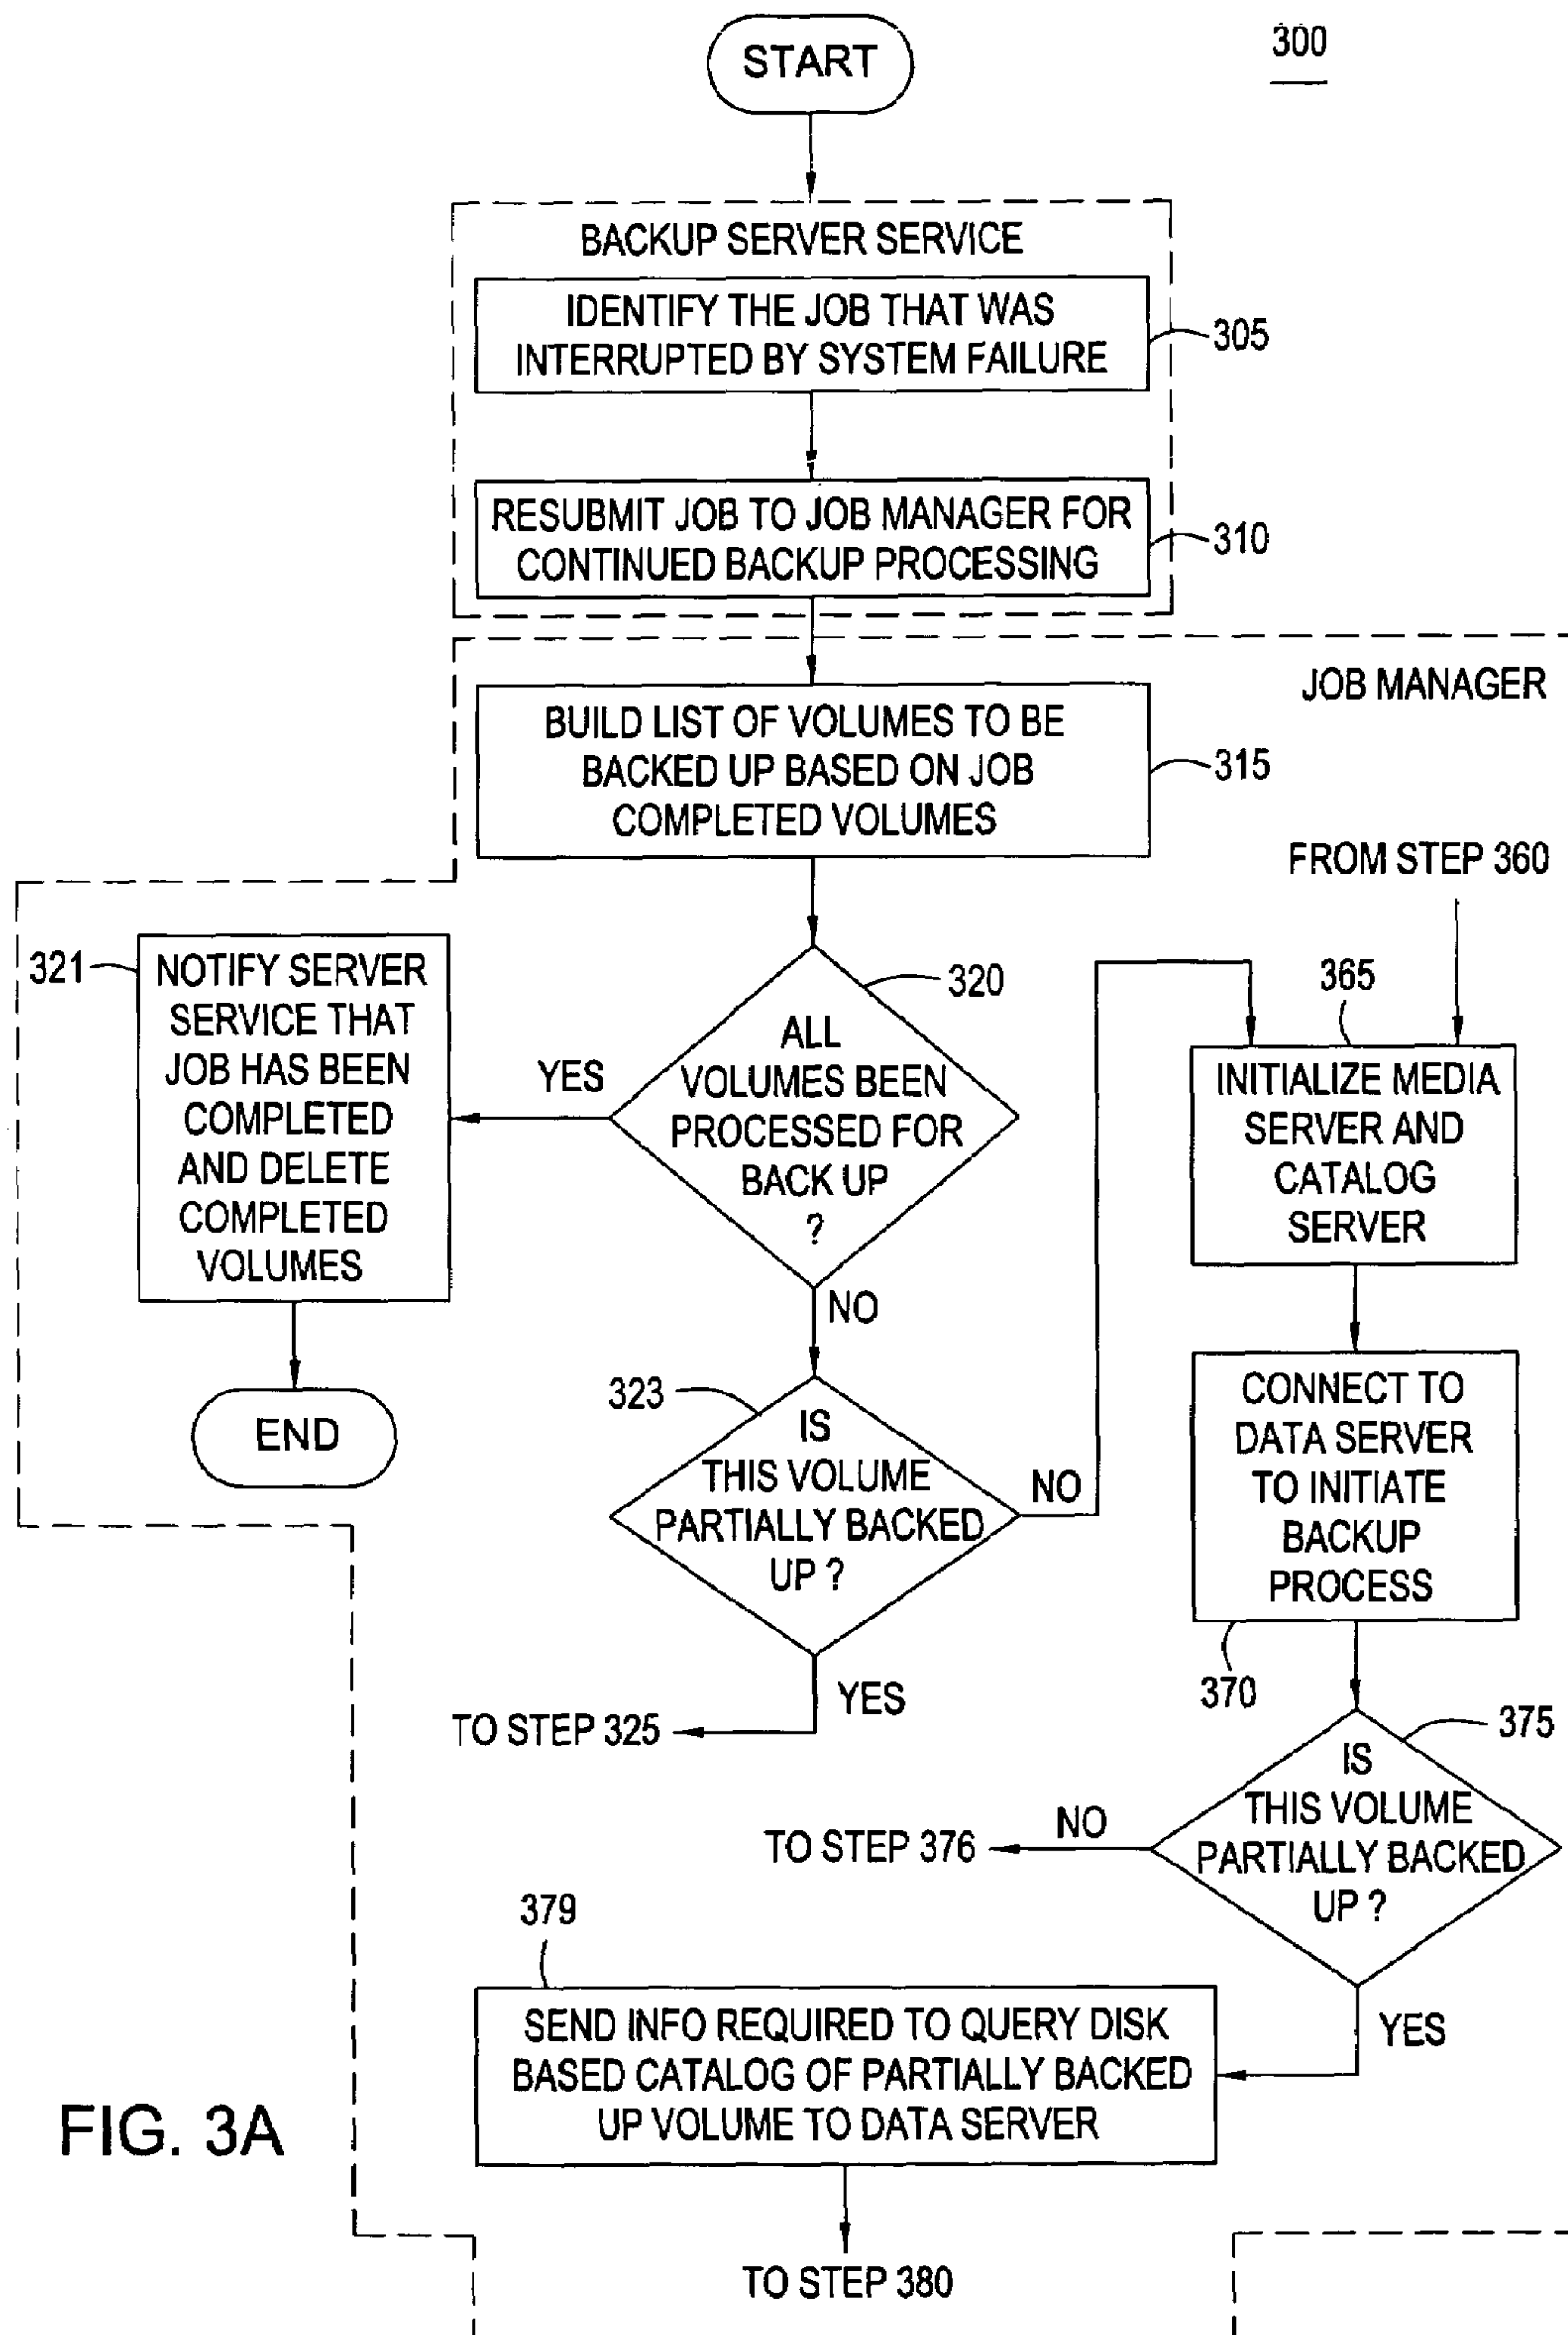 START
300
BACKUP SERVER SERVICE
IDENTIFY THE JOB THAT WAS
INTERRUPTED BY SYSTEM FAILURE
305
RESUBMIT JOB TO JOB MANAGER FOR
CONTINUED BACKUP PROCESSING
310
JOB MANAGER
BUILD LIST OF VOLUMES TO BE
BACKED UP BASED ON JOB
COMPLETED VOLUMES
315
FROM STEP 360
321
NOTIFY SERVER
SERVICE THAT
JOB HAS BEEN
COMPLETED
AND DELETE
COMPLETED
VOLUMES
END
YES
320
ALL
VOLUMES BEEN
PROCESSED FOR
BACK UP
?
NO
323
IS
THIS VOLUME
PARTIALLY BACKED
UP ?
NO
YES
TO STEP 325
365
INITIALIZE MEDIA
SERVER AND
CATALOG
SERVER
CONNECT TO
DATA SERVER
TO INITIATE
BACKUP
PROCESS
370
375
IS
THIS VOLUME
PARTIALLY BACKED
UP ?
NO
TO STEP 376
YES
379
SEND INFO REQUIRED TO QUERY DISK
BASED CATALOG OF PARTIALLY BACKED
UP VOLUME TO DATA SERVER
TO STEP 380
FIG. 3A